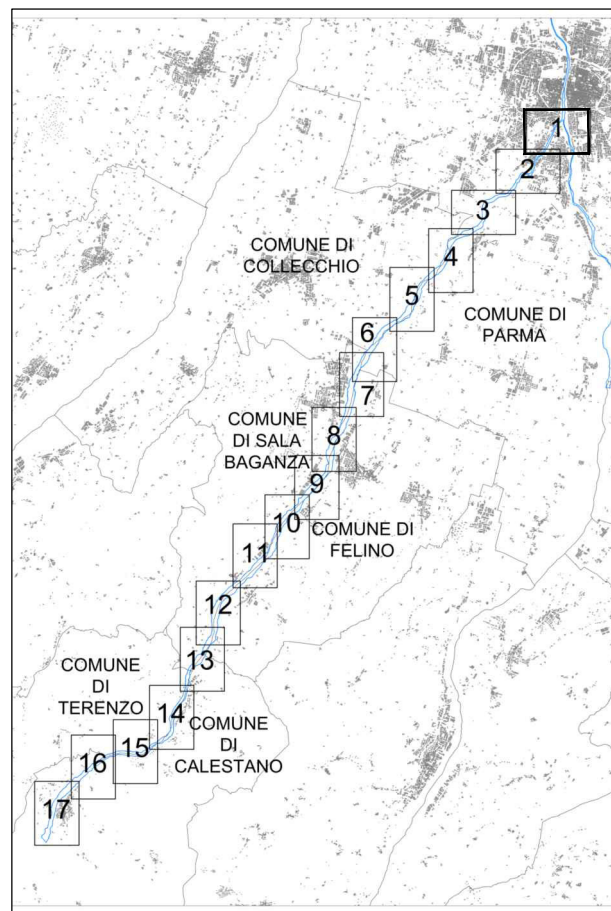 1
2
3
4
COMUNE DI
COLLECCHIO
5
COMUNE DI
PARMA
6
7
8
COMUNE
DI SALA
BAGANZA
9
10
COMUNE DI
FELINO
11
12
13
COMUNE
DI
TERENZO
14
COMUNE
DI
CALESTANO
15
16
17